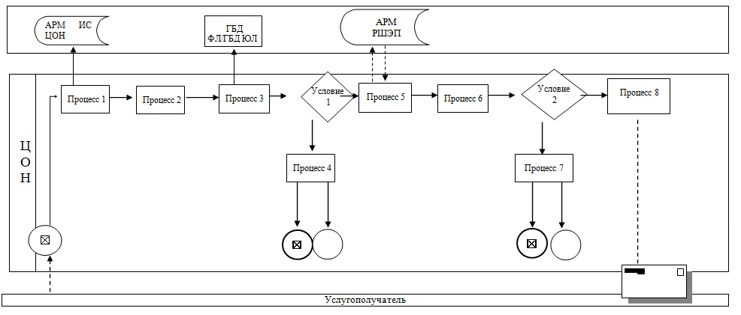 АРМ ИС
ЦОН
ГБД
ФЛ/ГБД ЮЛ
АРМ
РШЭП
ЦОН
Процесс 1
Процесс 2
Процесс 3
Условие
1
Процесс 5
Процесс 6
Условие
2
Процесс 8
Процесс 4
Процесс 7
Услугополучатель